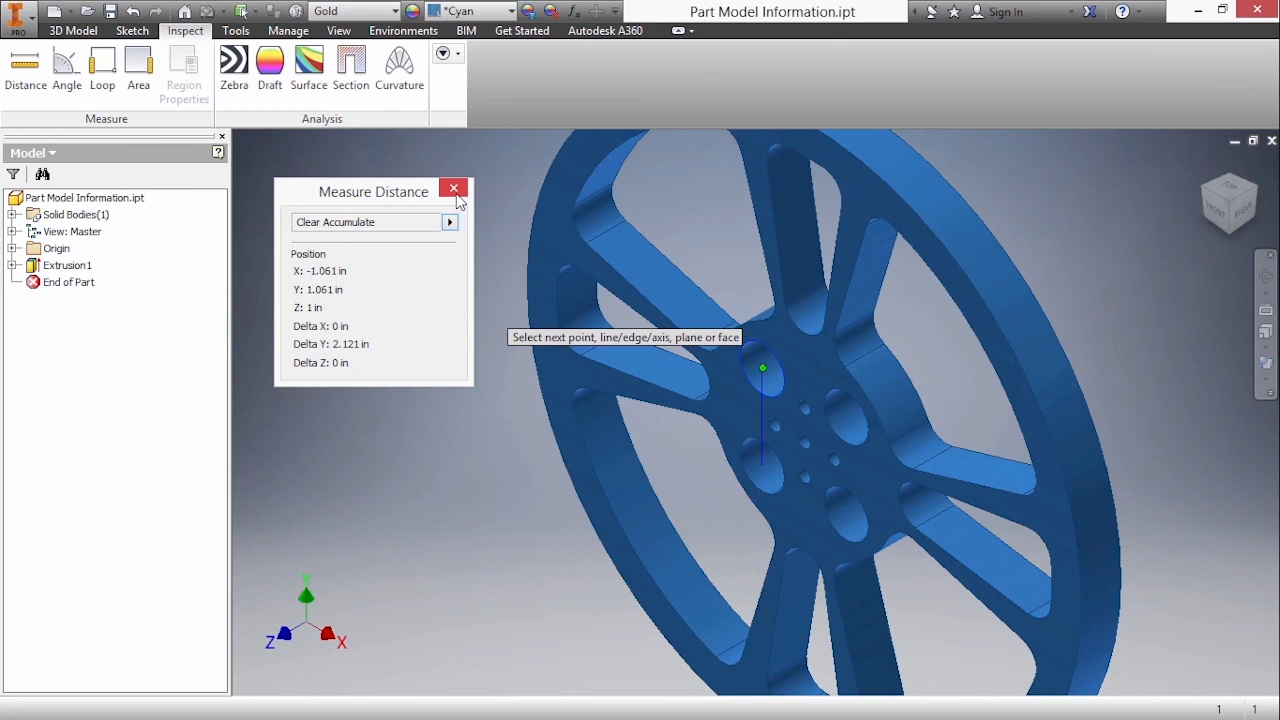 Gold
*Cyan
Part Model Information.ipt
Sign In
PRO
3D Model
Sketch
Inspect
Tools
Manage
View
Environments
BIM
Get Started
Autodesk A360
Distance
Angle
Loop
Area
Region
Properties
Zebra
Draft
Surface
Section
Curvature
Measure
Analysis
Model
Part Model Information.ipt
Solid Bodies(1)
View: Master
Origin
Extrusion1
End of Part
Measure Distance
Clear Accumulate
Position
X: -1.061 in
Y: 1.061 in
Z: 1 in
Delta X: 0 in
Delta Y: 2.121 in
Delta Z: 0 in
Select next point, line/edge/axis, plane or face
TOP
FRONT
RIGHT
Y
Z
X
1
1